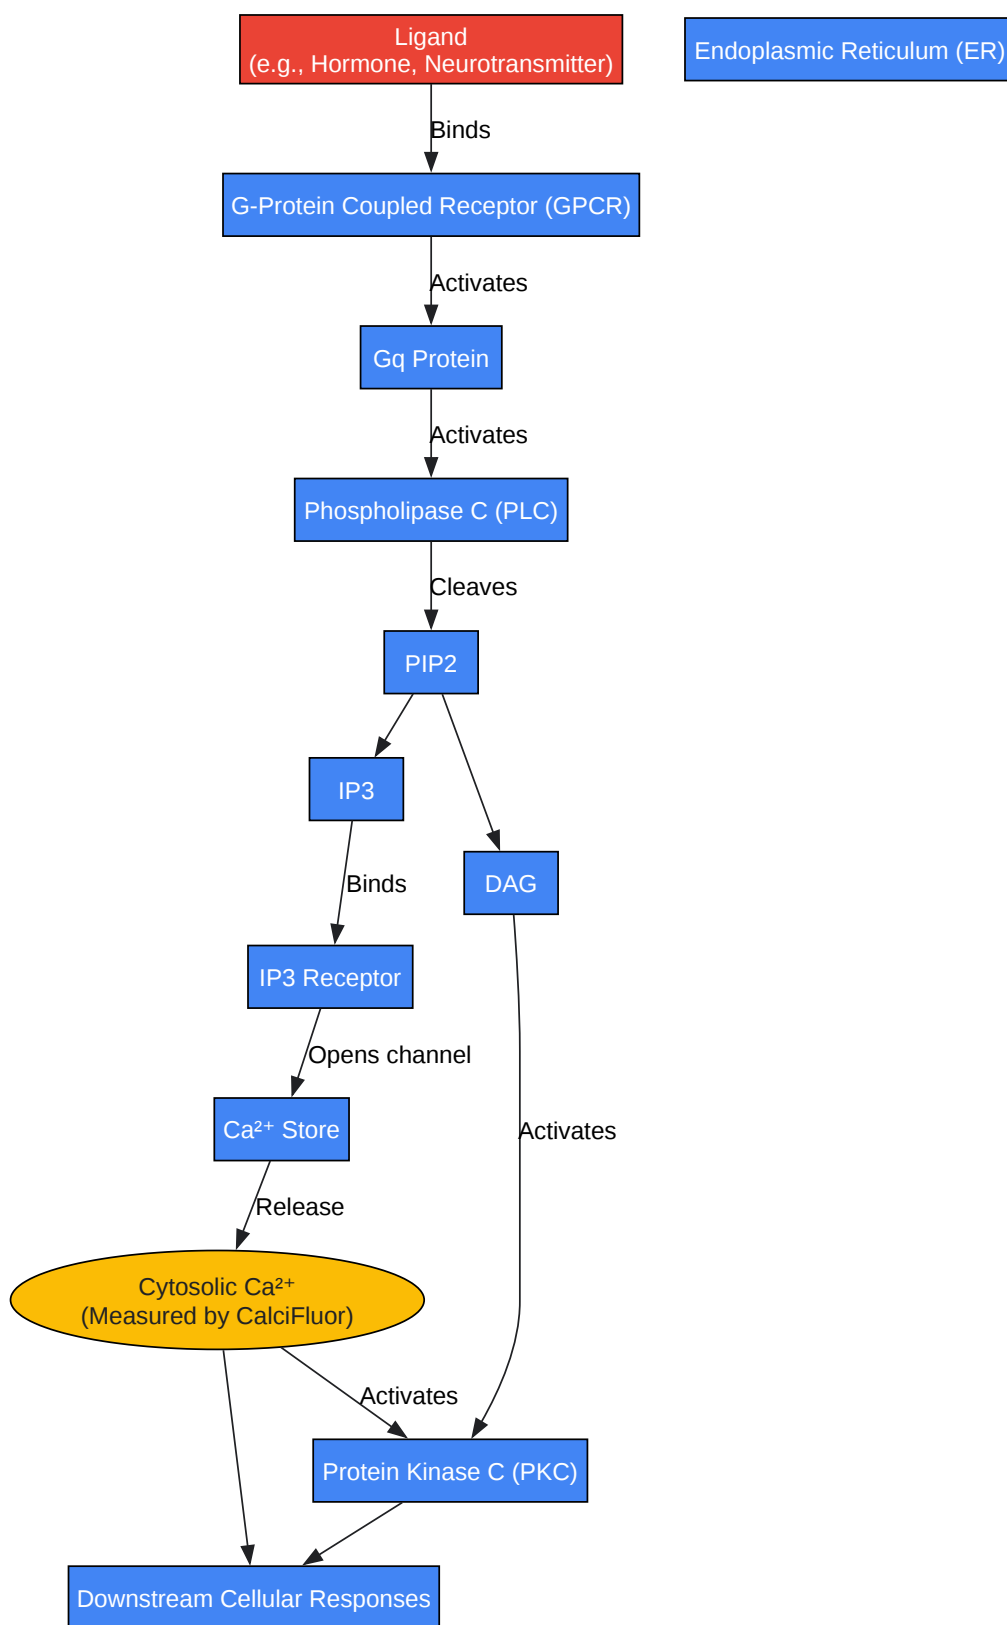 Ligand
(e.g., Hormone, Neurotransmitter)
Endoplasmic Reticulum (ER)
Binds
G-Protein Coupled Receptor (GPCR)
Activates
Gq Protein
Activates
Phospholipase C (PLC)
Cleaves
PIP2
IP3
DAG
Binds
IP3 Receptor
Opens channel
Ca²⁺ Store
Activates
Release
Cytosolic Ca²⁺
(Measured by CalciFluor)
Activates
Protein Kinase C (PKC)
Downstream Cellular Responses